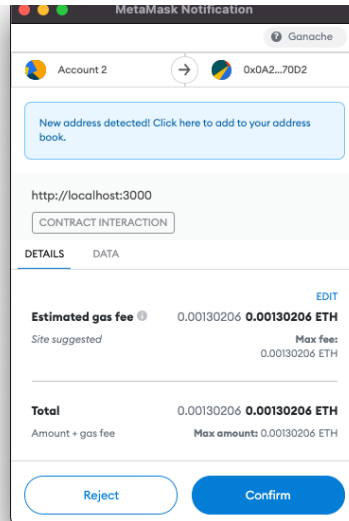 MetaMask Notification
Ganache
Account 2
0x0A2...70D2
New address detected! Click here to add to your address
book.
http://localhost:3000
CONTRACT INTERACTION
DETAILS DATA
EDIT
Estimated gas fee 0.00130206 0.00130206 ETH
Site suggested Max fee:
0.00130206 ETH
Total 0.00130206 0.00130206 ETH
Amount + gas fee Max amount: 0.00130206 ETH
Reject Confirm